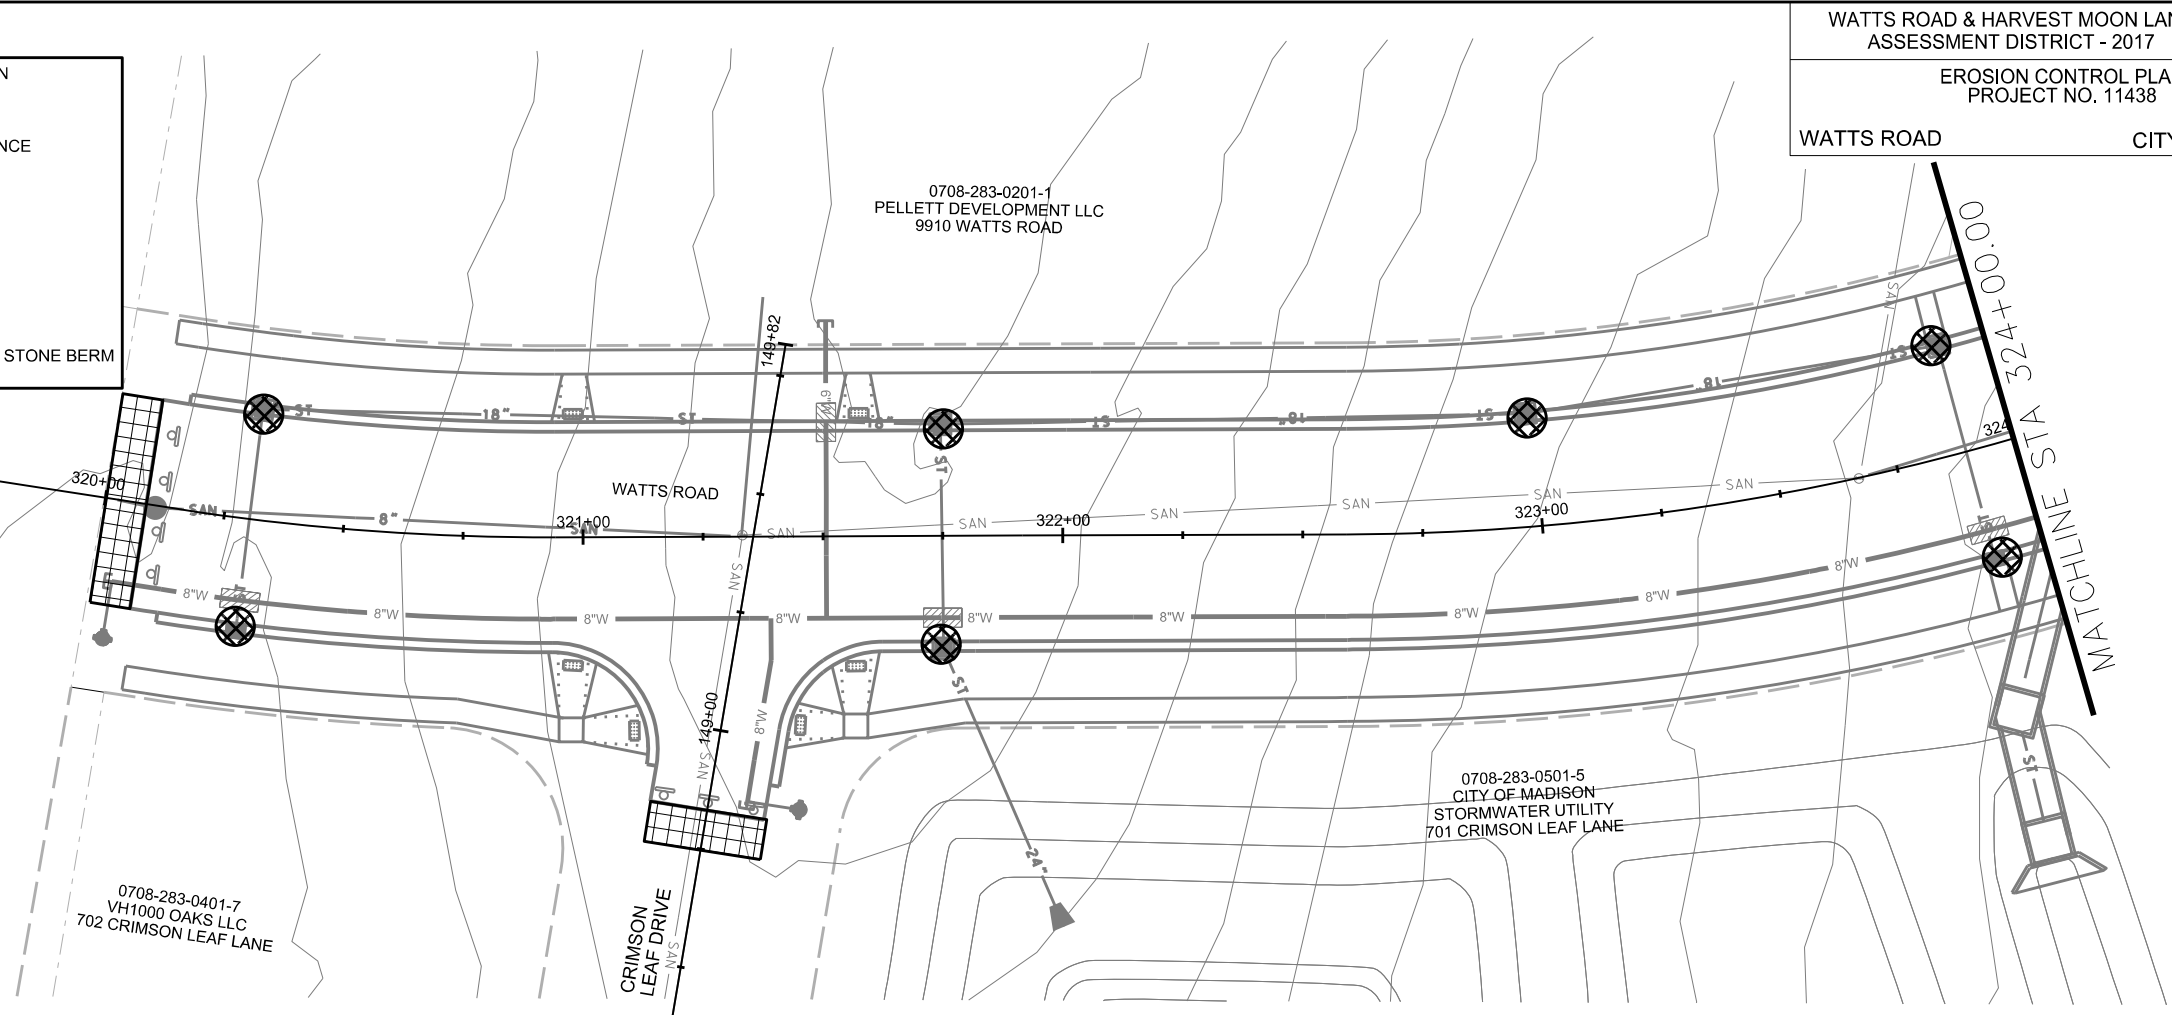 WATTS ROAD & HARVEST MOON LAN
ASSESSMENT DISTRICT - 2017
EROSION CONTROL PLA
PROJECT NO. 11438
WATTS ROAD
CITY
N
NCE
STONE BERM
0708-283-0201-1
PELLETT DEVELOPMENT LLC
9910 WATTS ROAD
MATCHLINE STA 324+00.00
SAN
149+82
ST
18"
ST
6"W
18"
ST
18"
ST
18"
ST
ST
324
320+00
WATTS ROAD
SAN
8"
321+00
SAN
SAN
SAN
322+00
SAN
SAN
323+00
SAN
SAN
ST
ST
8"W
8"W
8"W
8"W
8"W
8"W
8"W
8"W
8"W
SAN
ST
149+00
8"W
SAN
ST
24"
0708-283-0501-5
CITY OF MADISON
STORMWATER UTILITY
701 CRIMSON LEAF LANE
0708-283-0401-7
VH1000 OAKS LLC
702 CRIMSON LEAF LANE
CRIMSON
LEAF DRIVE
SAN